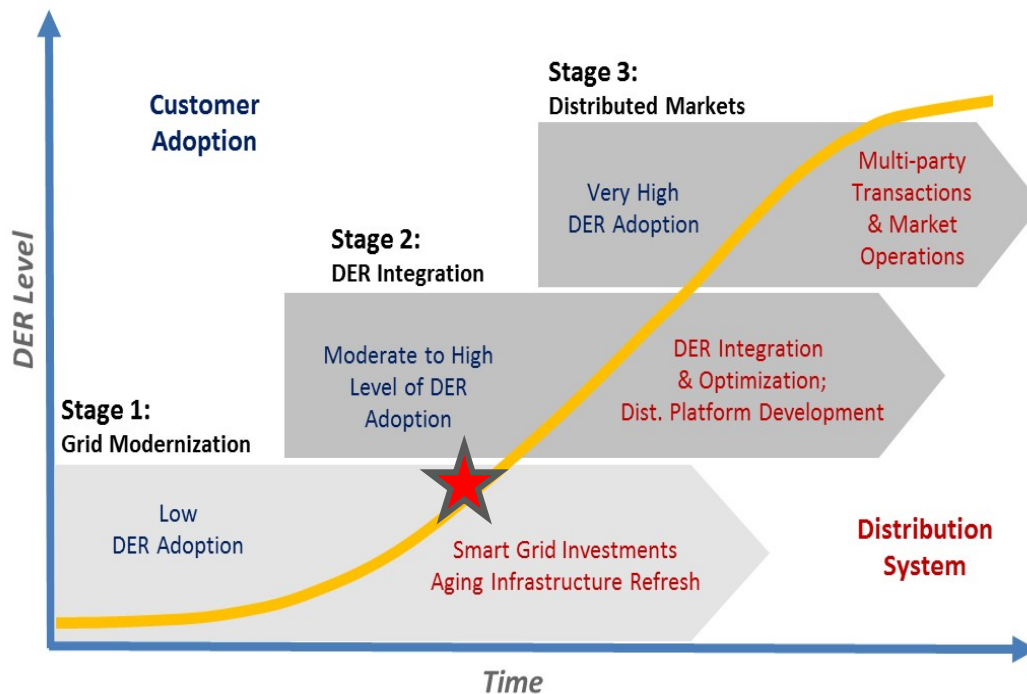 Stage 3:
Distributed Markets
Customer
Adoption
Very High
DER Adoption
Multi-party
Transactions
& Market
Operations
Stage 2:
DER Integration
Moderate to High
Level of DER
Adoption
DER Integration
& Optimization;
Dist. Platform Development
Stage 1:
Grid Modernization
Low
DER Adoption
Smart Grid Investments
Aging Infrastructure Refresh
Distribution
System
DER Level
Time